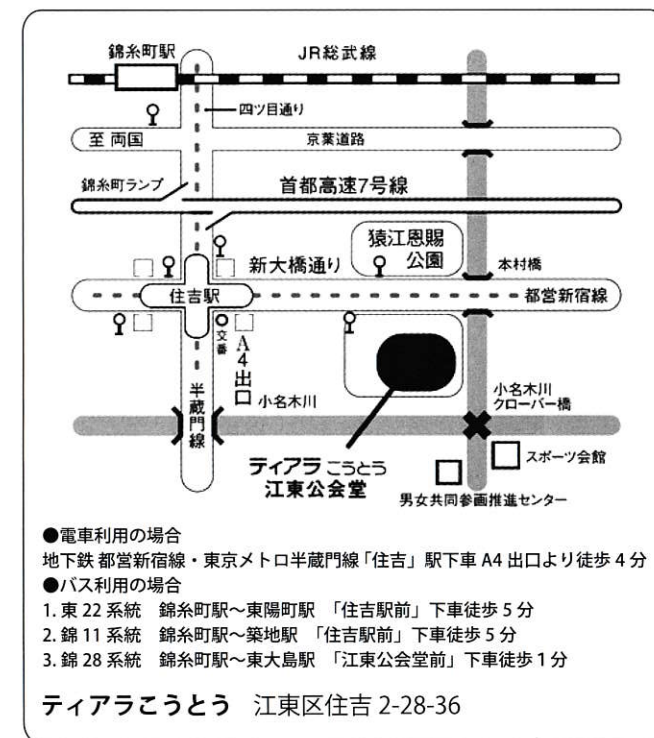 錦糸町駅
JR総武線
四ツ目通り
至 両国
京葉道路
錦糸町ランプ
首都高速7号線
猿江恩賜
公園
新大橋通り
本村橋
住吉駅
都営新宿線
交番
A4出口
半蔵門線
小名木川
小名木川
クローバー橋
ティアラこうとう
江東公会堂
スポーツ会館
男女共同参画推進センター
●電車利用の場合
地下鉄 都営新宿線・東京メトロ半蔵門線「住吉」駅下車 A4 出口より徒歩 4 分
●バス利用の場合
1. 東 22 系統　錦糸町駅〜東陽町駅　「住吉駅前」下車徒歩 5 分
2. 錦 11 系統　錦糸町駅〜築地駅　「住吉駅前」下車徒歩 5 分
3. 錦 28 系統　錦糸町駅〜東大島駅　「江東公会堂前」下車徒歩 1 分
ティアラこうとう　江東区住吉 2-28-36